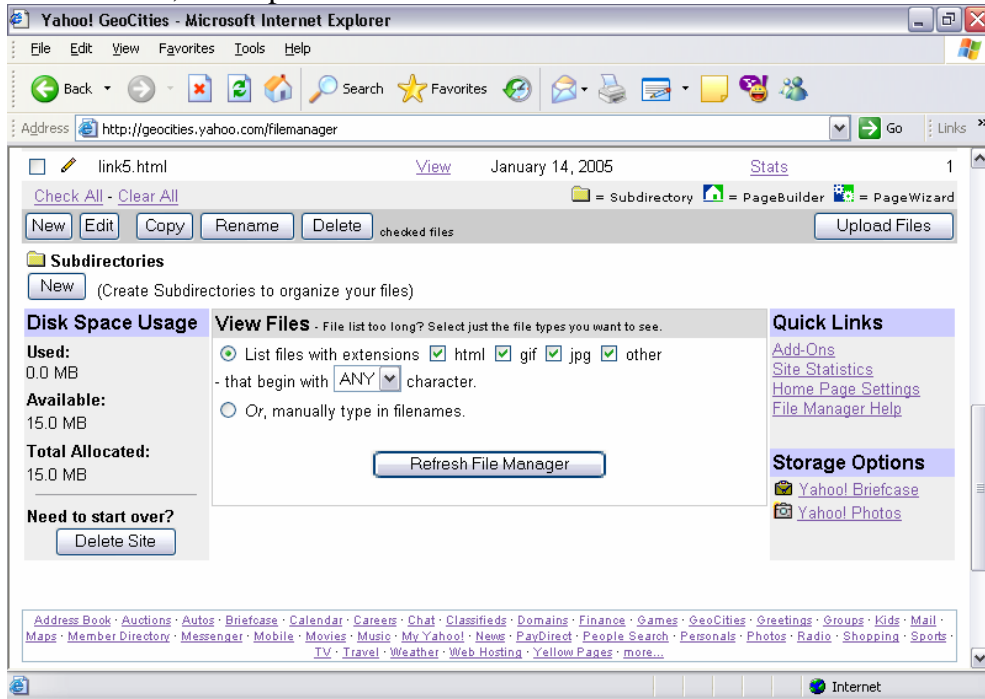 Yahoo! GeoCities - Microsoft Internet Explorer
File Edit View Favorites Tools Help
Back Search Favorites
Address http://geocities.yahoo.com/filemanager Go Links »
link5.html View January 14, 2005 Stats 1
Check All - Clear All = Subdirectory = PageBuilder = PageWizard
New Edit Copy Rename Delete checked files Upload Files
Subdirectories
New (Create Subdirectories to organize your files)
Disk Space Usage
Used:
0.0 MB
Available:
15.0 MB
Total Allocated:
15.0 MB
Need to start over?
Delete Site
View Files - File list too long? Select just the file types you want to see.
List files with extensions html gif jpg other
- that begin with ANY character.
Or, manually type in filenames.
Refresh File Manager
Quick Links
Add-Ons
Site Statistics
Home Page Settings
File Manager Help
Storage Options
Yahoo! Briefcase
Yahoo! Photos
Address Book · Auctions · Autos · Briefcase · Calendar · Careers · Chat · Classifieds · Domains · Finance · Games · GeoCities · Greetings · Groups · Kids · Mail ·
Maps · Member Directory · Messenger · Mobile · Movies · Music · My Yahoo! · News · PayDirect · People Search · Personals · Photos · Radio · Shopping · Sports ·
TV · Travel · Weather · Web Hosting · Yellow Pages · more...
Internet